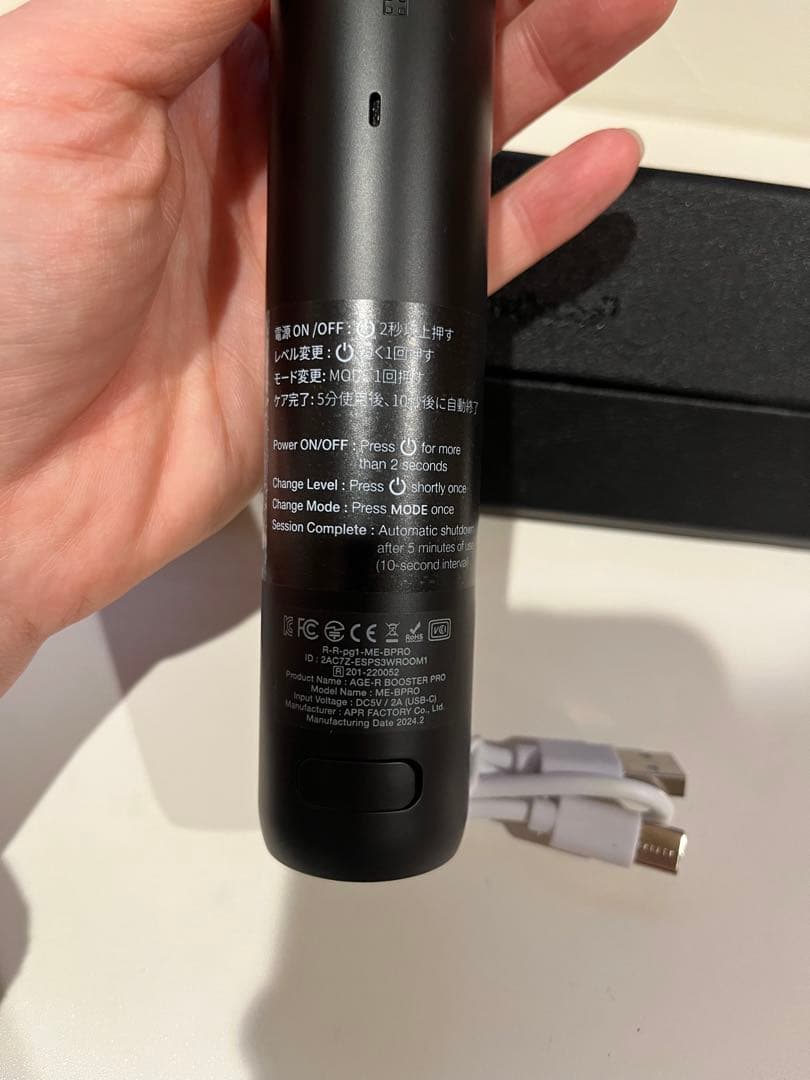 電源 ON /OFF : 2秒以上押す
レベル変更 : 短く1回押す
モード変更: MODE 1回押す
ケア完了: 5分使用後、10秒後に自動終了
Power ON/OFF : Press for more
than 2 seconds
Change Level : Press shortly once
Change Mode : Press MODE once
Session Complete : Automatic shutdown
after 5 minutes of use
(10-second interval)
FC CE RoHS VCCI
R-R-pg1-ME-BPRO
ID : 2AC7Z-ESPS3WROOM1
R 201-220052
Product Name : AGE-R BOOSTER PRO
Model Name : ME-BPRO
Input Voltage : DC5V / 2A (USB-C)
Manufacturer : APR FACTORY Co., Ltd.
Manufacturing Date 2024.2